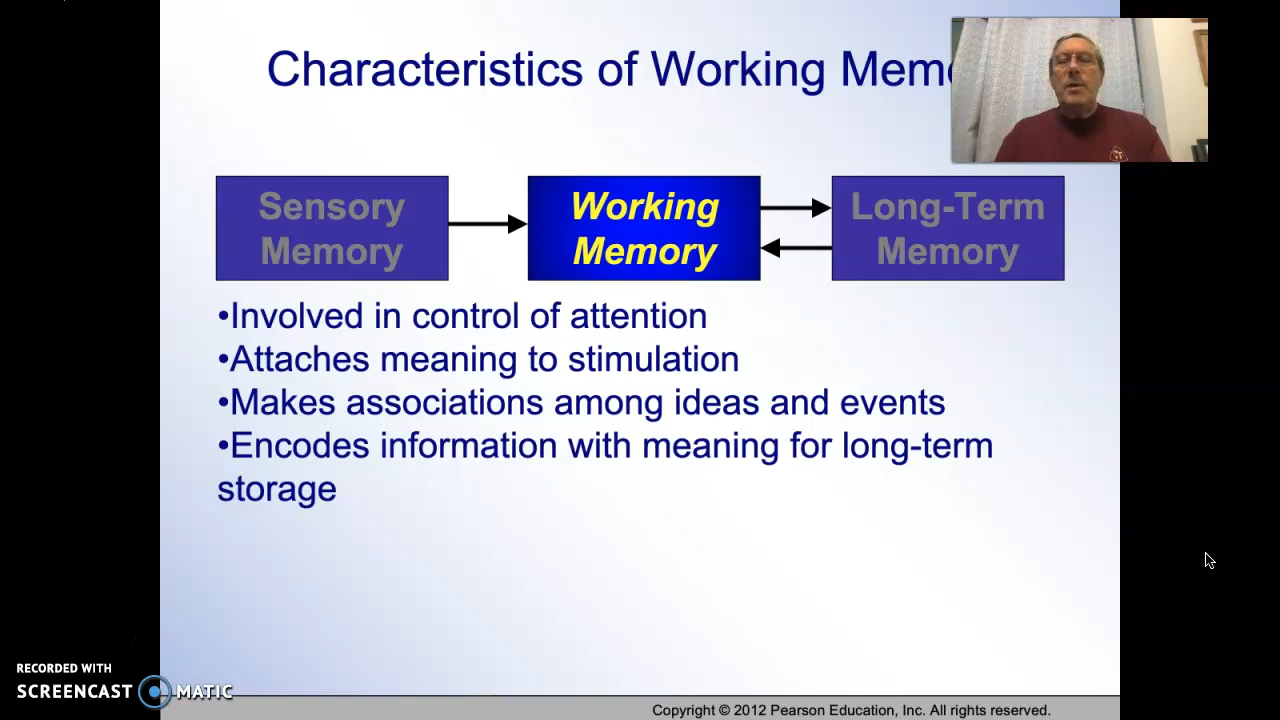 Characteristics of Working
Sensory
Memory
Working
Memory
Long-Term
Memory
•Involved in control of attention
•Attaches meaning to stimulation
•Makes associations among ideas and events
•Encodes information with meaning for long-term
storage
RECORDED WITH
SCREENCAST MATIC
Copyright © 2012 Pearson Education, Inc. All rights reserved.